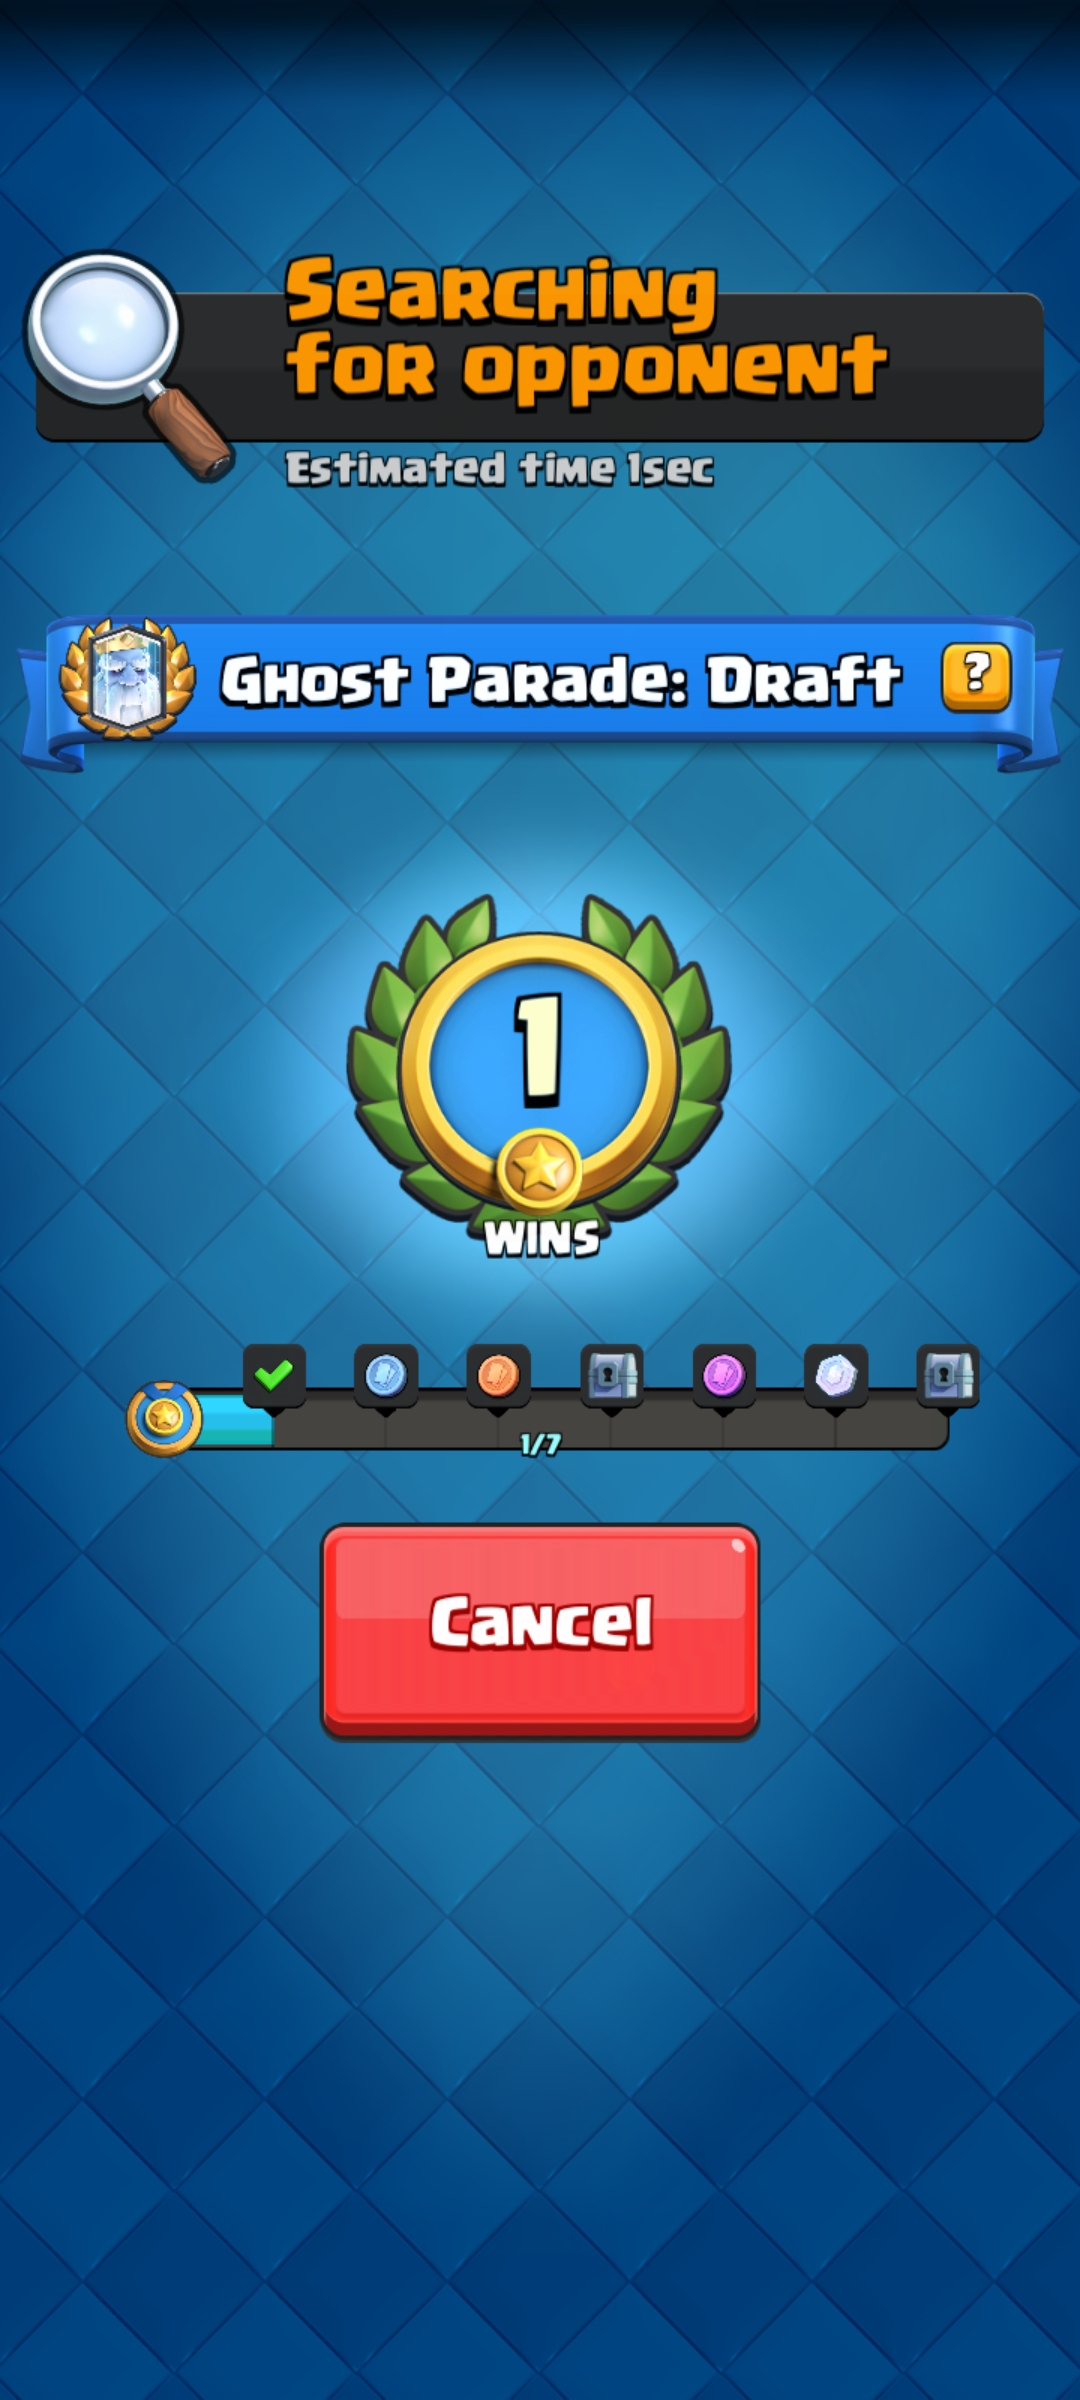 Searching
for opponent
Estimated time 1sec
Ghost Parade: Draft
?
1
WINS
1/7
Cancel